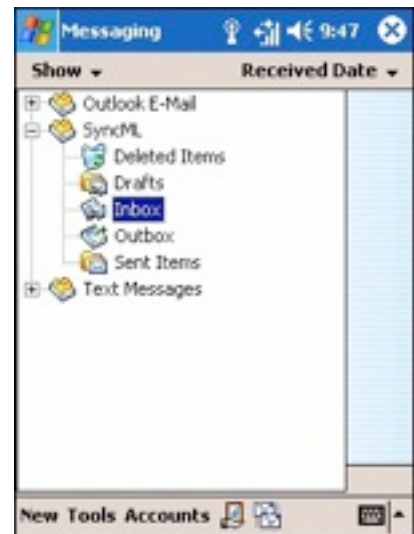 Messaging 9:47
Show Received Date
Outlook E-Mail
SyncML
Deleted Items
Drafts
Inbox
Outbox
Sent Items
Text Messages
New Tools Accounts